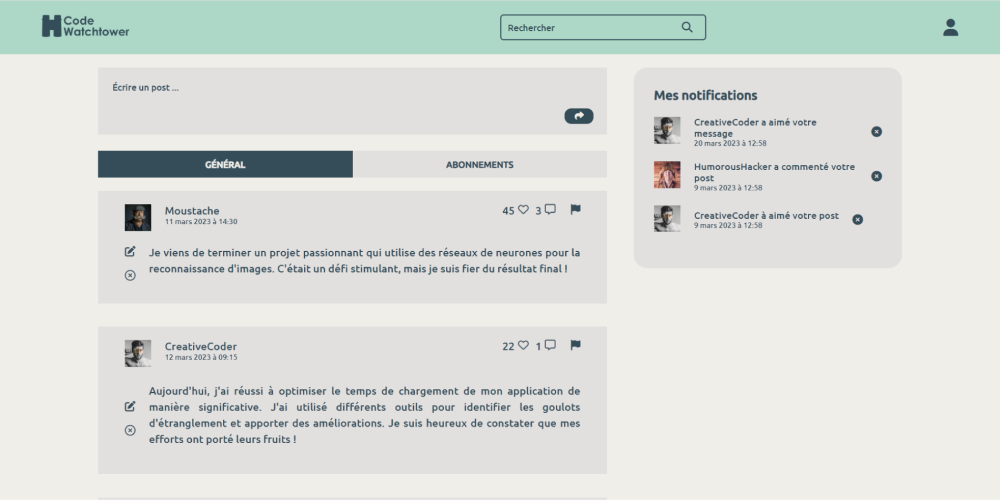 Code
Watchtower
Rechercher
Écrire un post ...
GÉNÉRAL
ABONNEMENTS
Moustache
11 mars 2023 à 14:30
45
3
Je viens de terminer un projet passionnant qui utilise des réseaux de neurones pour la
reconnaissance d'images. C'était un défi stimulant, mais je suis fier du résultat final !
CreativeCoder
12 mars 2023 à 09:15
22
1
Aujourd'hui, j'ai réussi à optimiser le temps de chargement de mon application de
manière significative. J'ai utilisé différents outils pour identifier les goulots
d'étranglement et apporter des améliorations. Je suis heureux de constater que mes
efforts ont porté leurs fruits !
Mes notifications
CreativeCoder a aimé votre
message
20 mars 2023 à 12:58
HumorousHacker a commenté votre
post
9 mars 2023 à 12:58
CreativeCoder à aimé votre post
9 mars 2023 à 12:58